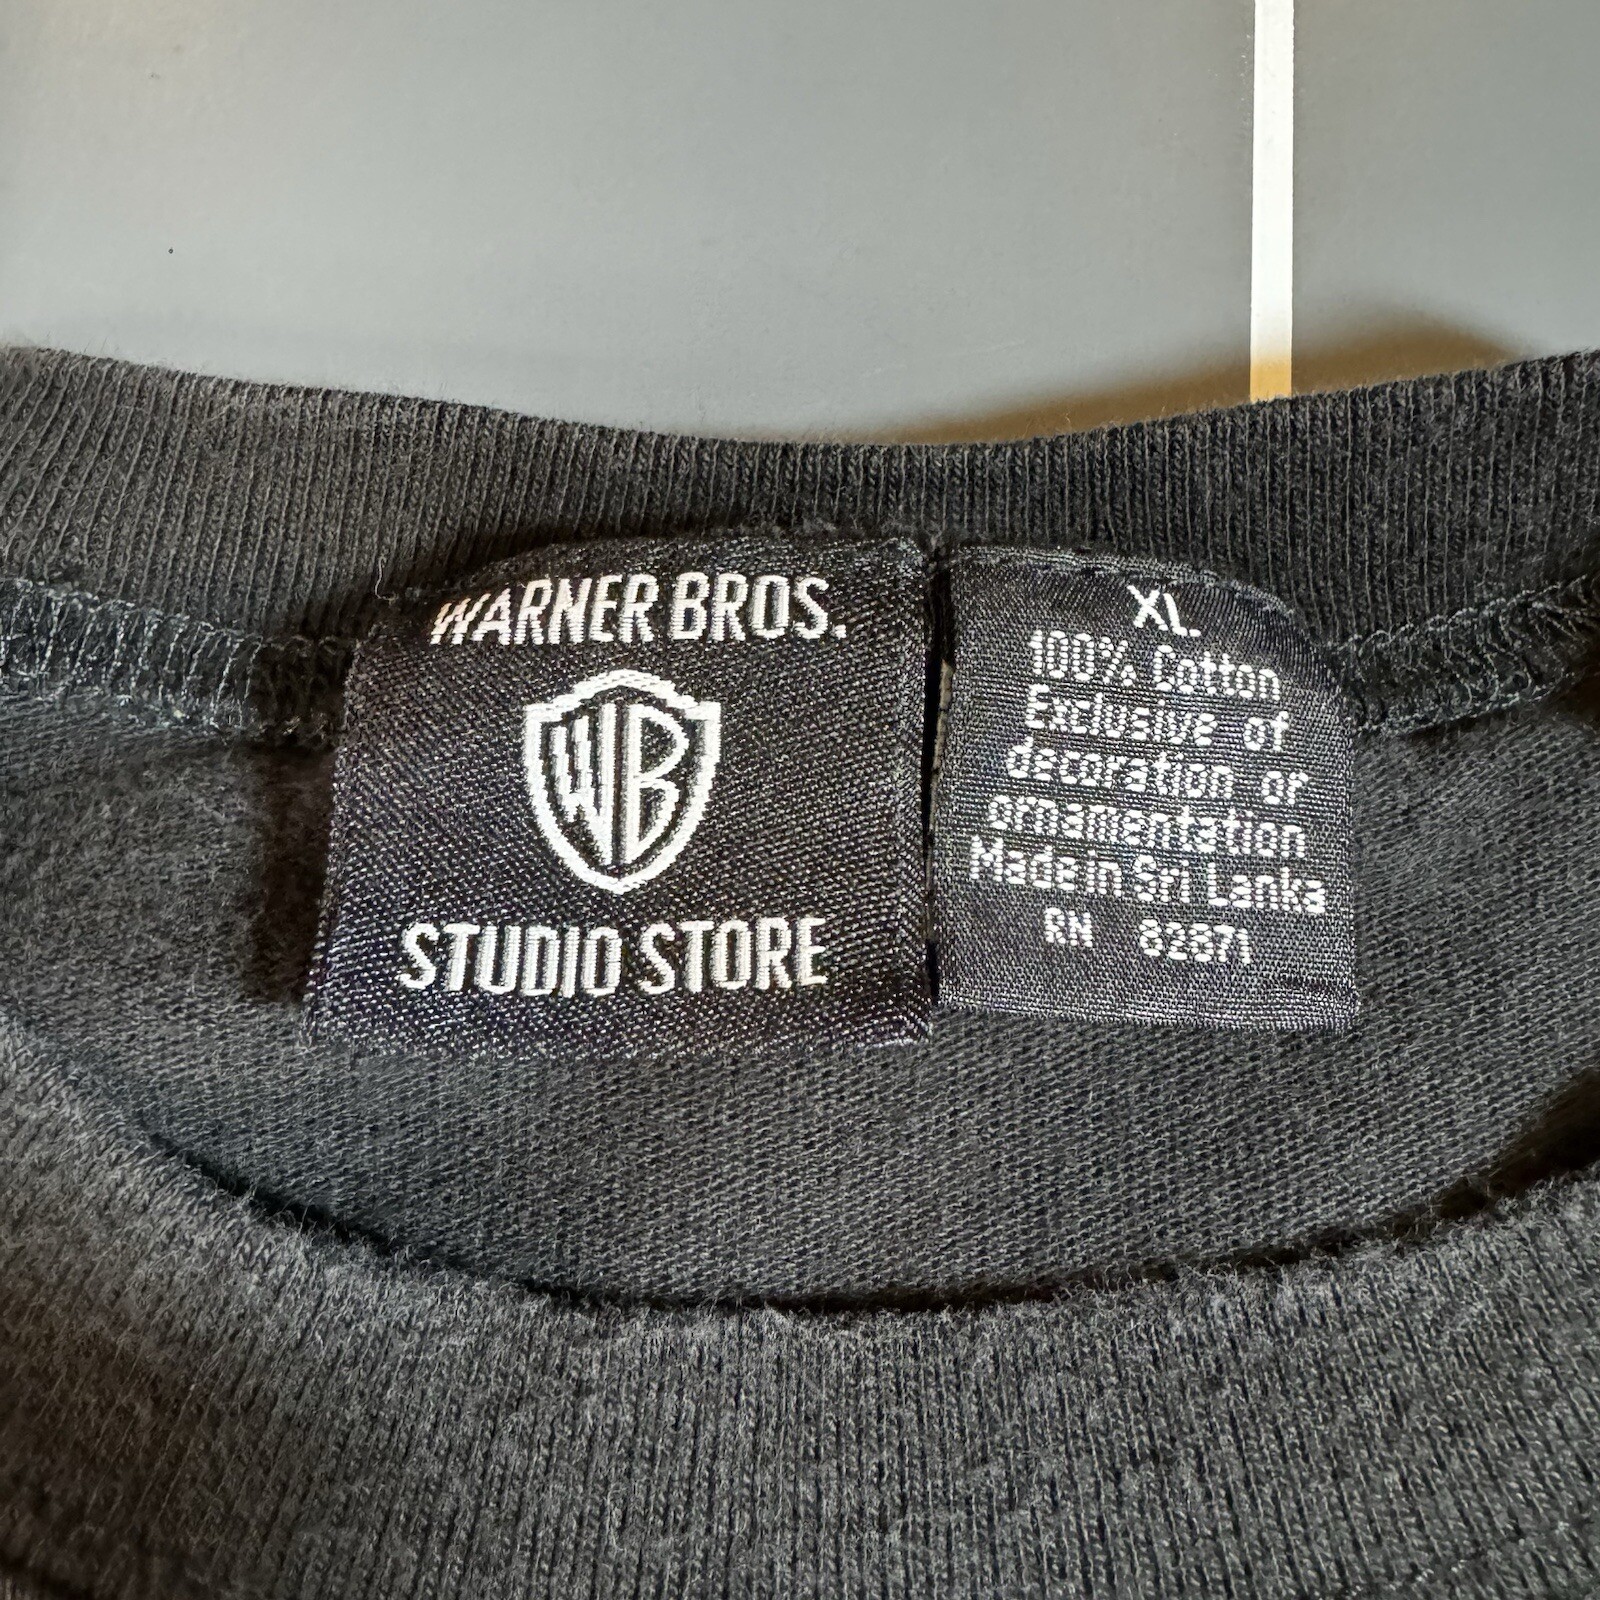 WARNER BROS.
WB
STUDIO STORE
XL
100% Cotton
Exclusive of
decoration or
ornamentation
Made in Sri Lanka
RN 82871